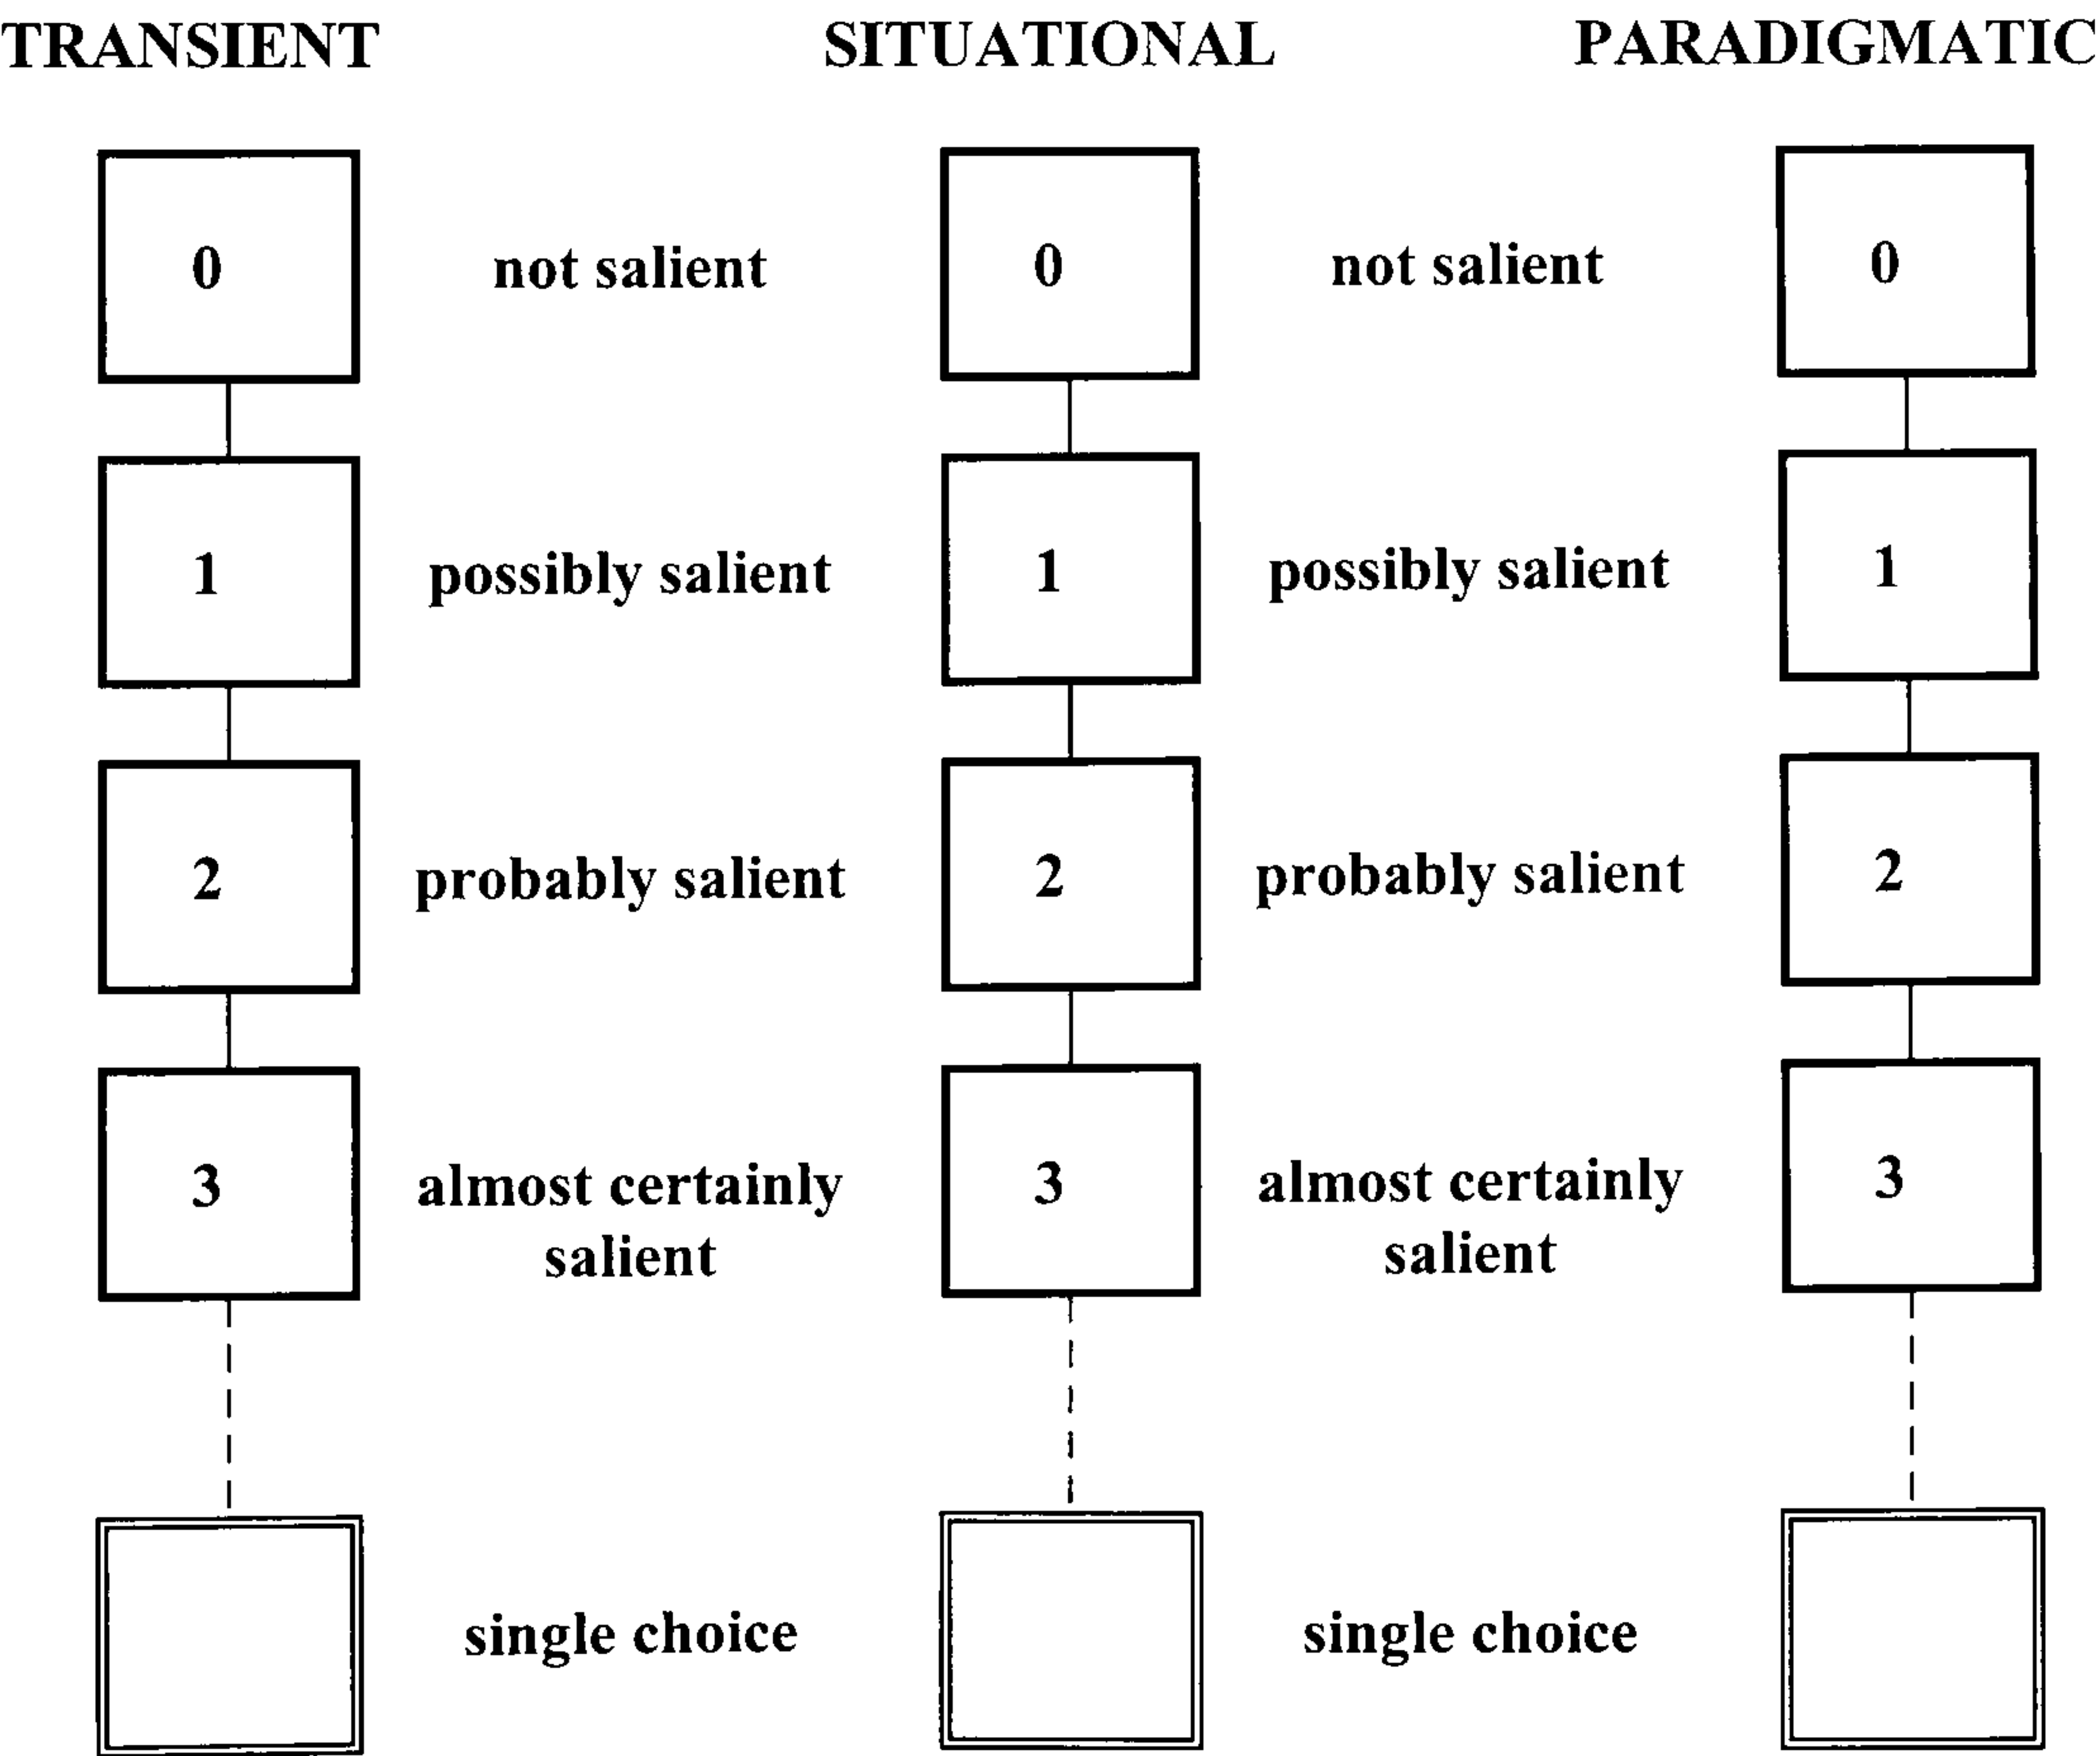 TRANSIENT SITUATIONAL PARADIGMATIC
0 not salient 0 not salient 0
1 possibly salient 1 possibly salient 1
2 probably salient 2 probably salient 2
3 almost certainly 3 almost certainly 3
salient salient
single choice single choice